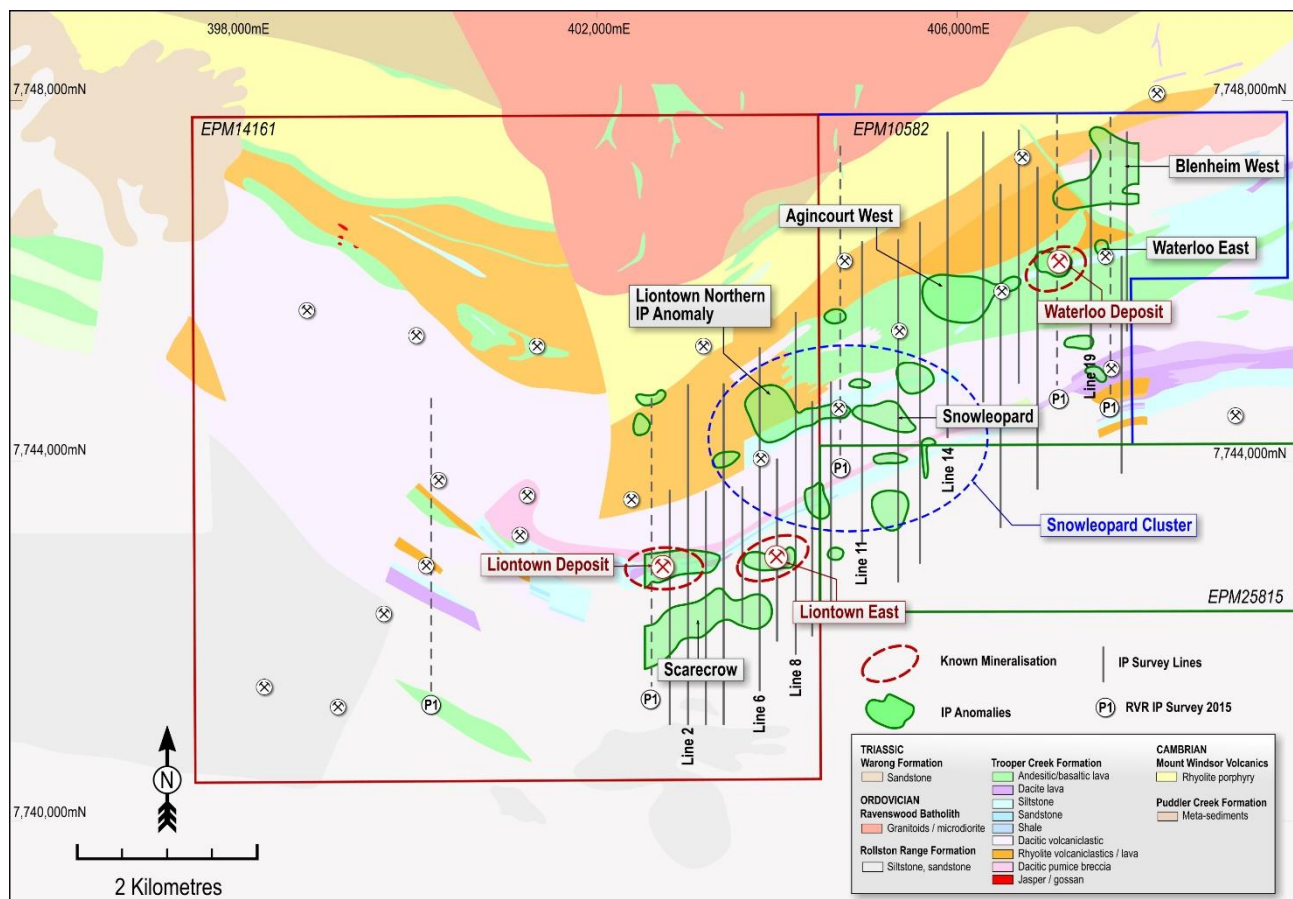 398,000mE
402,000mE
406,000mE
7,748,000mN
7,748,000mN
EPM14161
EPM10582
Blenheim West
Agincourt West
Waterloo East
Liontown Northern
IP Anomaly
Waterloo Deposit
Line 19
P1
P1
Snowleopard
7,744,000mN
7,744,000mN
P1
Line 14
Snowleopard Cluster
Line 11
Liontown Deposit
Liontown East
EPM25815
Scarecrow
Line 8
Line 6
Line 2
P1
P1
Known Mineralisation
IP Survey Lines
IP Anomalies
P1
RVR IP Survey 2015
N
7,740,000mN
2 Kilometres
TRIASSIC
Warong Formation
Sandstone
ORDOVICIAN
Ravenswood Batholith
Granitoids / microdiorite
Rollston Range Formation
Siltstone, sandstone
Trooper Creek Formation
Andesitic/basaltic lava
Dacite lava
Siltstone
Sandstone
Shale
Dacitic volcaniclastic
Rhyolite volcaniclastics / lava
Dacitic pumice breccia
Jasper / gossan
CAMBRIAN
Mount Windsor Volcanics
Rhyolite porphyry
Puddler Creek Formation
Meta-sediments